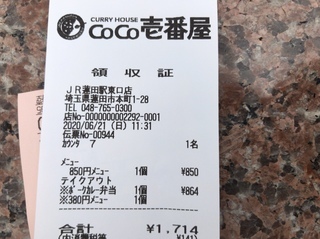 CURRY HOUSE
CoCo壱番屋
領収証
JR蓮田駅東口店
埼玉県蓮田市本町1-28
TEL 048-765-0300
店No-0000000002292-0001
2020/06/21 (日) 11:31
伝票No-00944
カウンタ 7 1名
メニュー
850円メニュー 1個 ¥850
テイクアウト
※ポークカレー弁当 1個 ¥864
※380円メニュー 1個
合計 ¥1,714